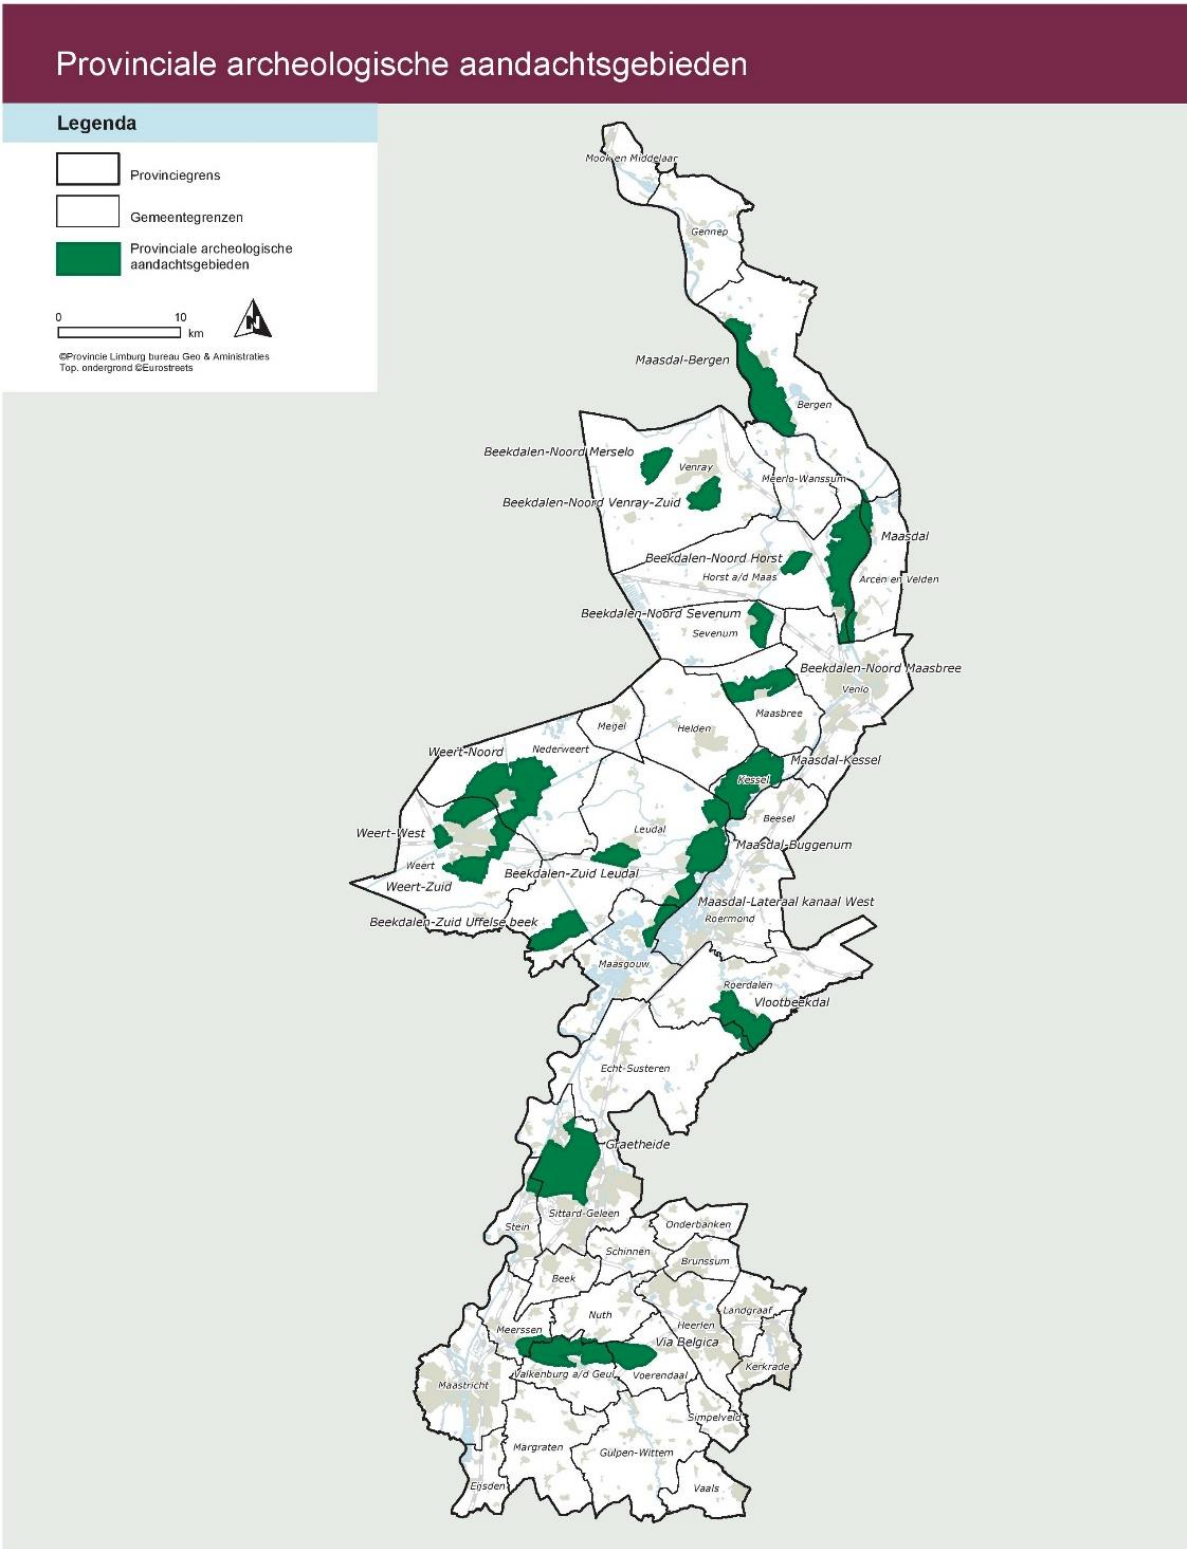 Provinciale archeologische aandachtsgebieden
Legenda
Provinciegrens
Gemeentegrenzen
Provinciale archeologische
aandachtsgebieden
0 10
km
N
©Provincie Limburg bureau Geo & Aministraties
Top. ondergrond ©Eurostreets
Mook en Middelaar
Gennep
Maasdal-Bergen
Bergen
Beekdalen-Noord Merselo
Venray
Meerlo-Wanssum
Beekdalen-Noord Venray-Zuid
Maasdal
Beekdalen-Noord Horst
Horst a/d Maas
Arcen en Velden
Beekdalen-Noord Sevenum
Sevenum
Beekdalen-Noord Maasbree
Venlo
Maasbree
Meijel
Helden
Weert-Noord
Nederweert
Maasdal-Kessel
Kessel
Beesel
Leudal
Weert-West
Maasdal-Buggenum
Weert
Beekdalen-Zuid Leudal
Weert-Zuid
Maasdal-Lateraal kanaal West
Roermond
Beekdalen-Zuid Uffelse beek
Maasgouw
Roerdalen
Vlootbeekdal
Echt-Susteren
Graetheide
Sittard-Geleen
Stein
Onderbanken
Schinnen
Brunssum
Beek
Landgraaf
Nuth
Heerlen
Meerssen
Via Belgica
Kerkrade
Valkenburg a/d Geul
Voerendaal
Maastricht
Simpelveld
Margraten
Gulpen-Wittem
Eijsden
Vaals